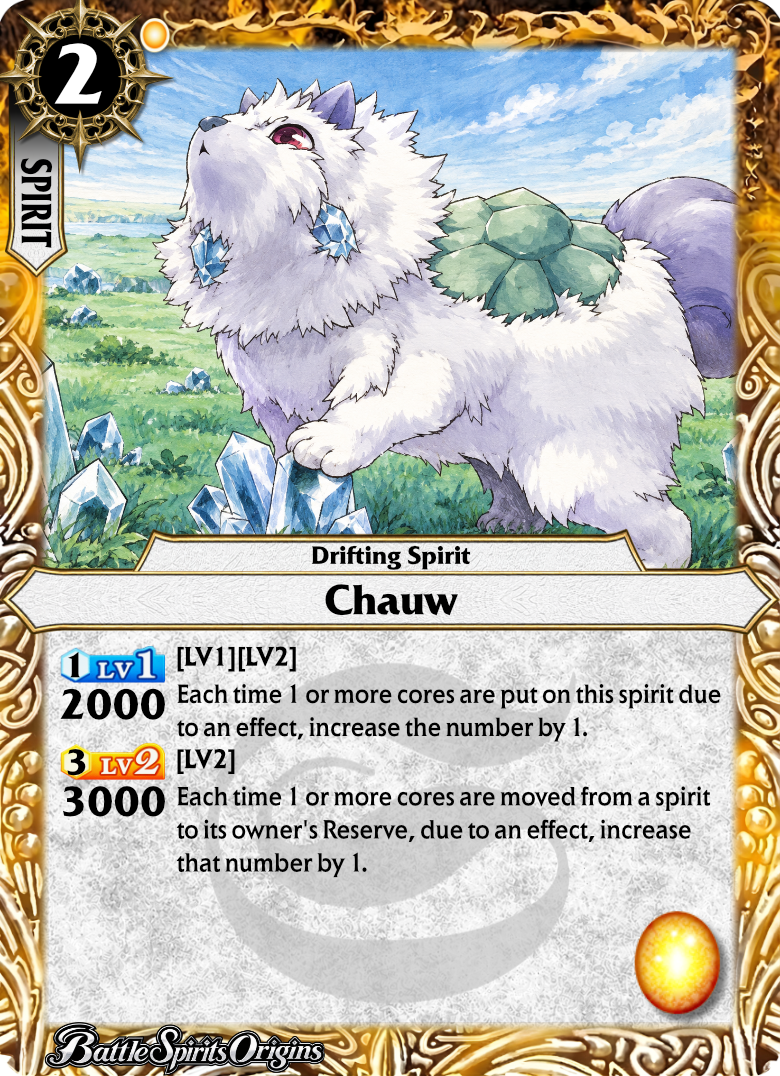 2
SPIRIT
Drifting Spirit
Chauw
1 LV1
2000
[LV1][LV2]
Each time 1 or more cores are put on this spirit due
to an effect, increase the number by 1.
3 LV2
3000
[LV2]
Each time 1 or more cores are moved from a spirit
to its owner's Reserve, due to an effect, increase
that number by 1.
Battle Spirits Origins